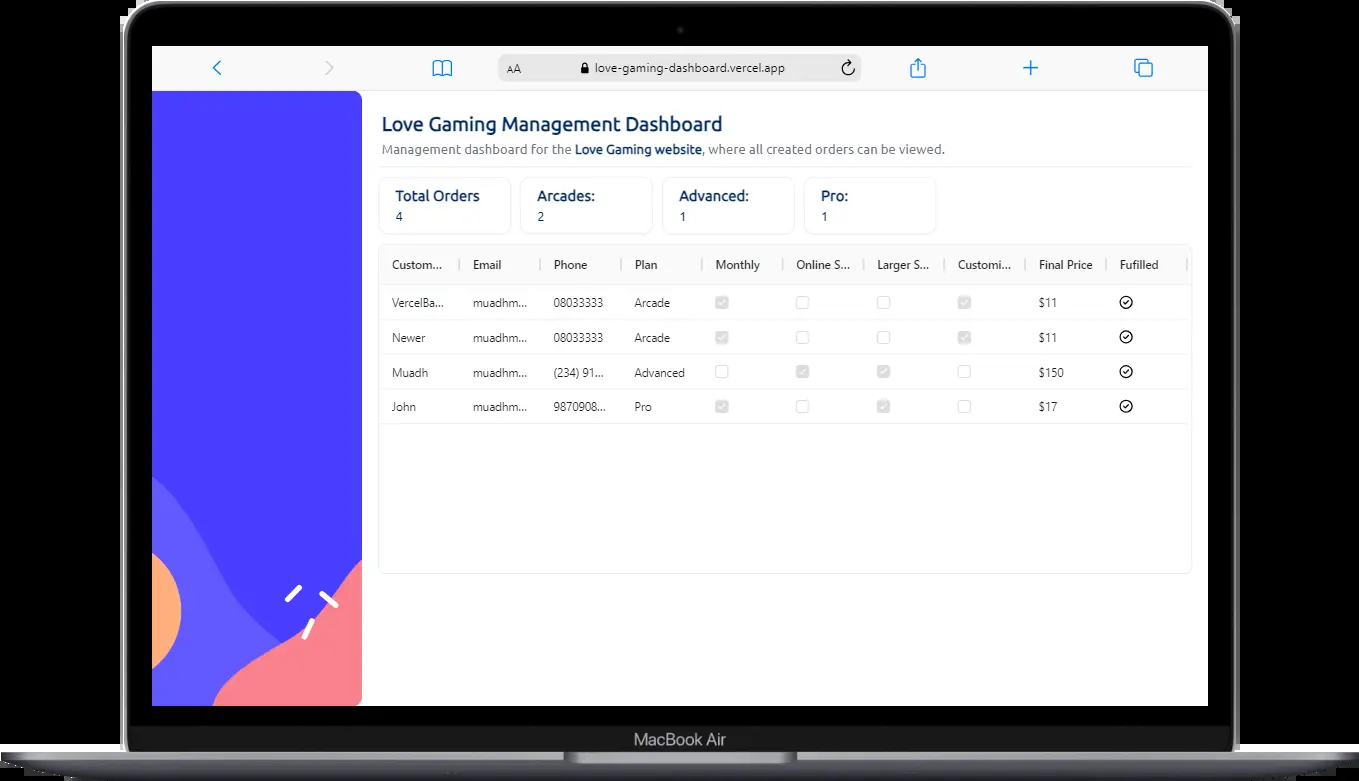 AA love-gaming-dashboard.vercel.app
Love Gaming Management Dashboard
Management dashboard for the Love Gaming website, where all created orders can be viewed.
Total Orders Arcades: Advanced: Pro:
4 2 1 1
Custom... Email Phone Plan Monthly Online S... Larger S... Customi... Final Price Fufilled
VercelBa... muadhm... 08033333 Arcade $11
Newer muadhm... 08033333 Arcade $11
Muadh muadhm... (234) 91... Advanced $150
John muadhm... 9870908... Pro $17
MacBook Air